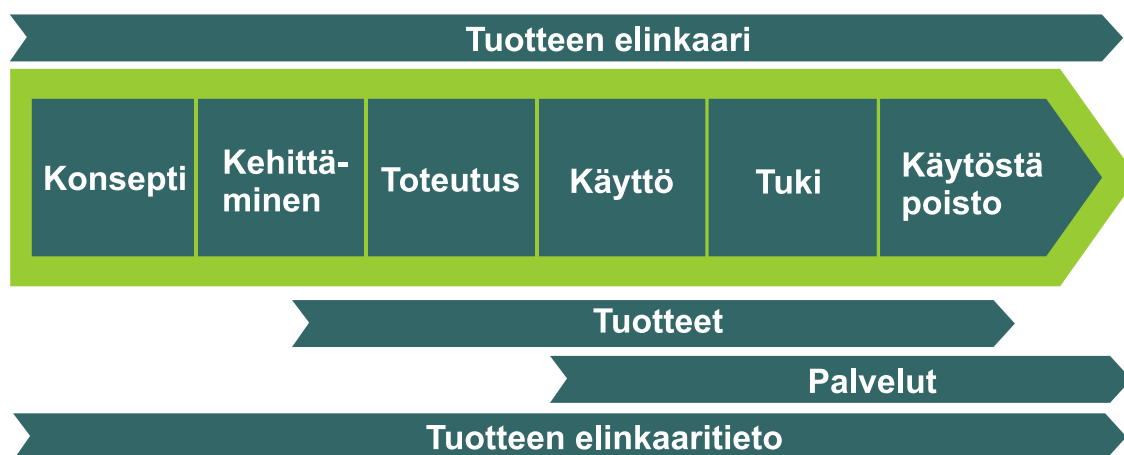 Tuotteen elinkaari
Konsepti
Kehittä-
minen
Toteutus
Käyttö
Tuki
Käytöstä
poisto
Tuotteet
Palvelut
Tuotteen elinkaaritieto